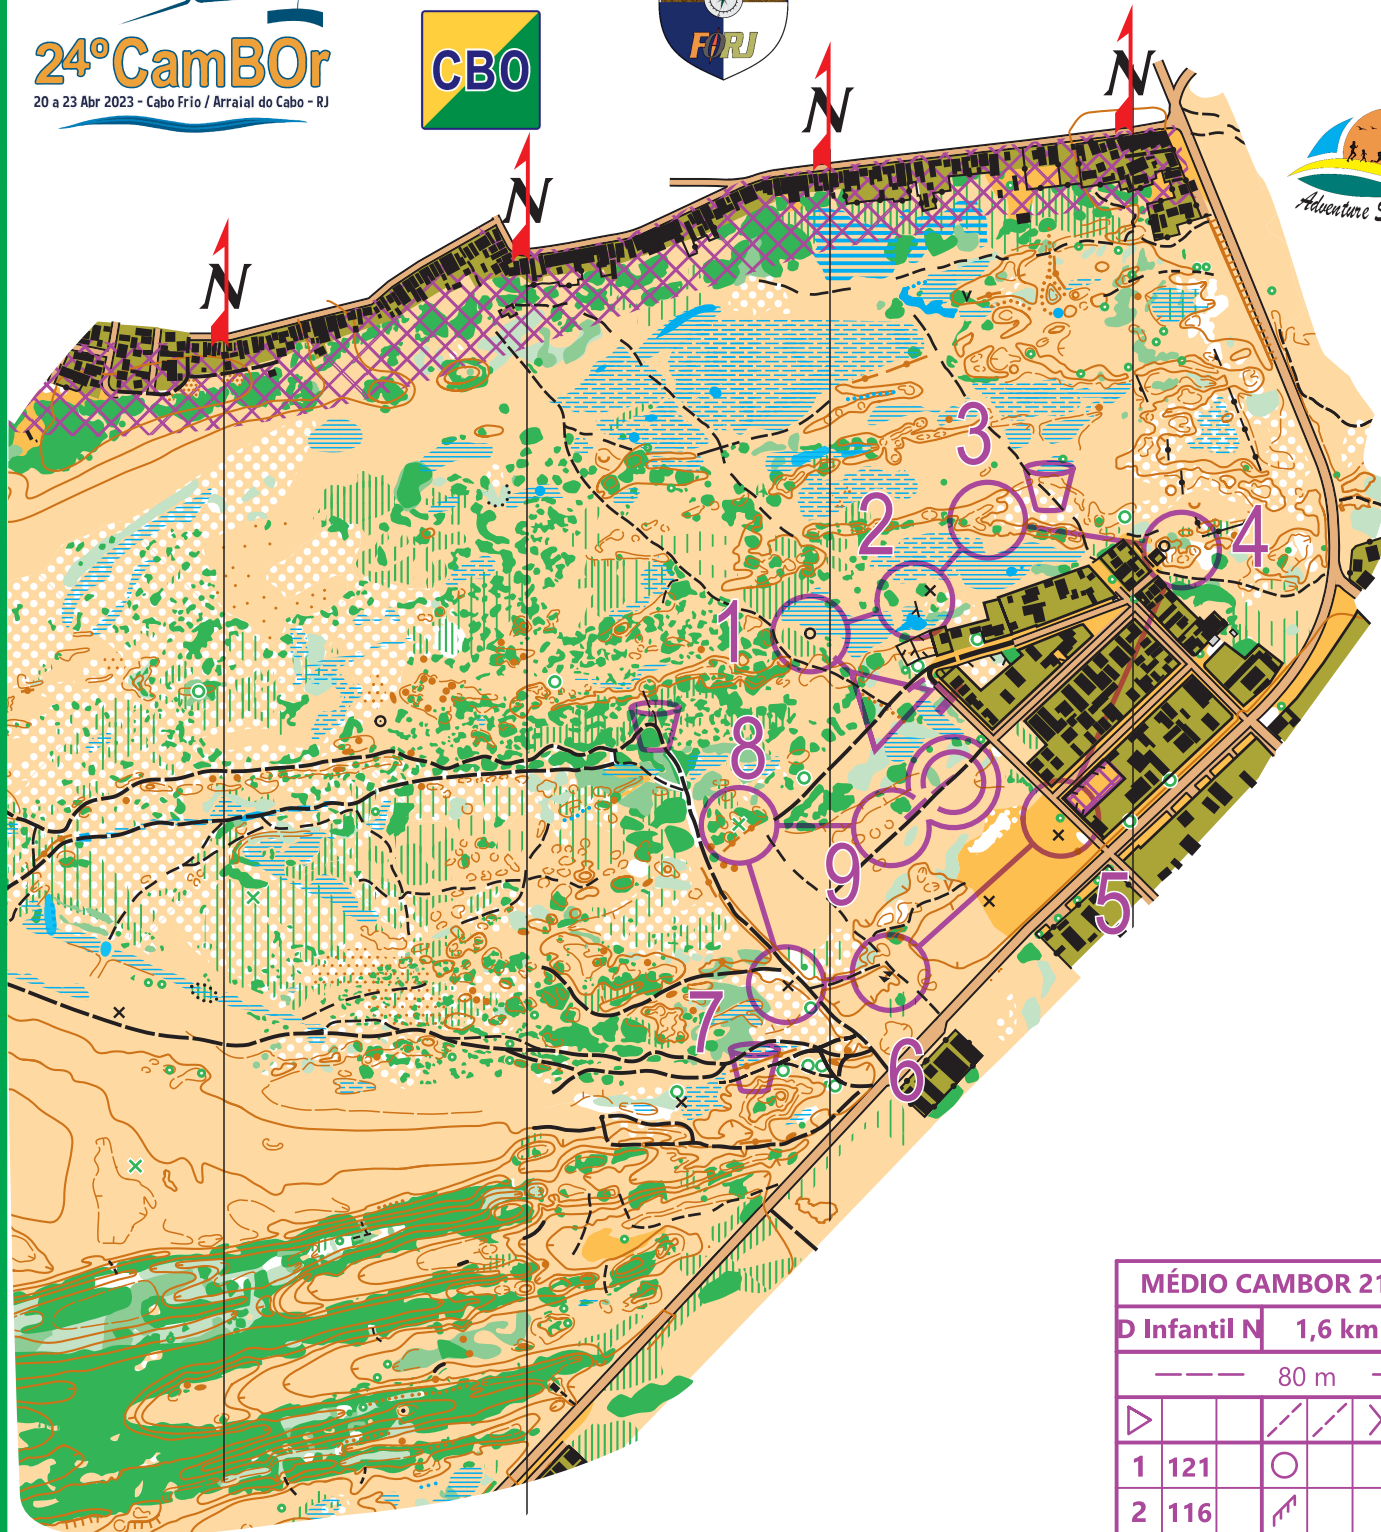 24ºCamBOr
20 a 23 Abr 2023 - Cabo Frio / Arraial do Cabo - RJ
CBO
FORJ
N
N
N
N
Adventure S
3
2
4
1
8
9
5
7
6
MÉDIO CAMBOR 21
D Infantil N 1,6 km
80 m
1 121
2 116